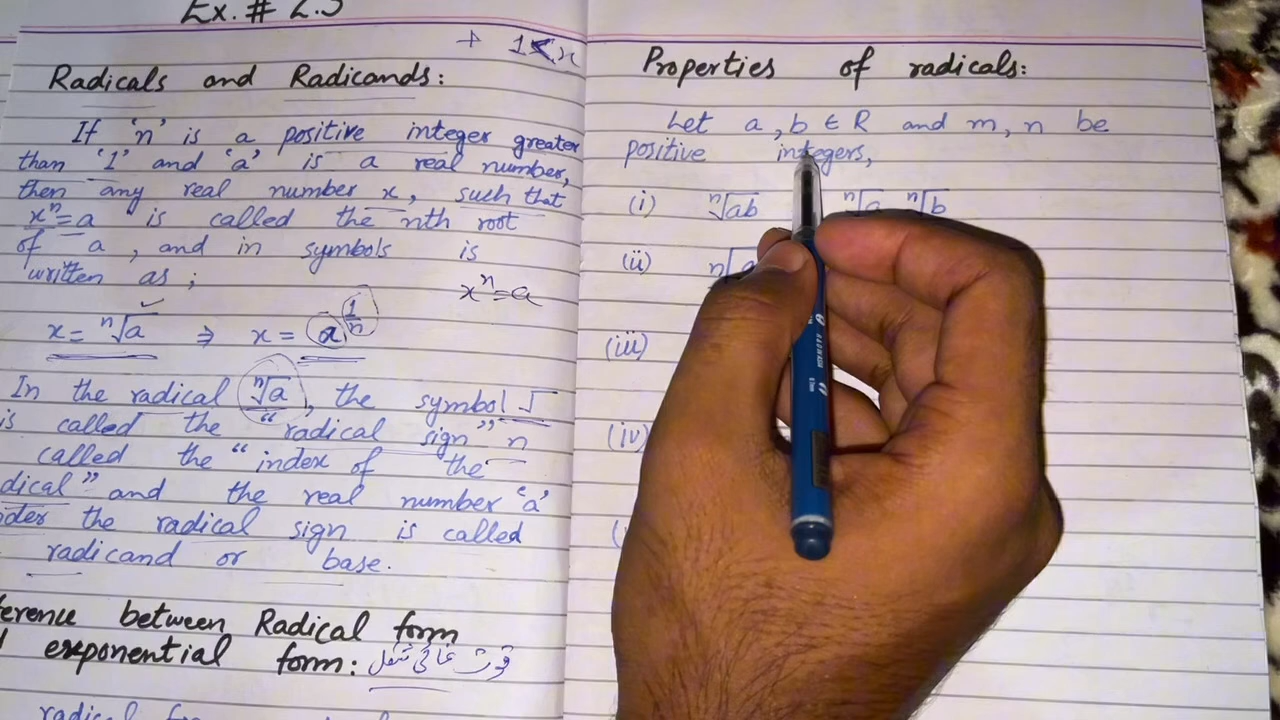 Ex. # 2.3
+ 1 < x
Radicals and Radicands:
If 'n' is a positive integer greater
than '1' and 'a' is a real number,
then any real number x, such that
xⁿ=a is called the nth root
of a, and in symbols is
written as;
xⁿ=a
x = ⁿ√a ⇒ x = a^(1/n)
In the radical ⁿ√a, the symbol √
is called the "radical sign" n
called the "index of the
dical" and the real number 'a'
nder the radical sign is called
radicand or base.
ference between Radical form
exponential form:
radical
Properties of radicals:
Let a, b ∈ R and m, n be
positive integers,
(i) ⁿ√ab ⁿ√a ⁿ√b
(ii) ⁿ√a
(iii)
(iv)